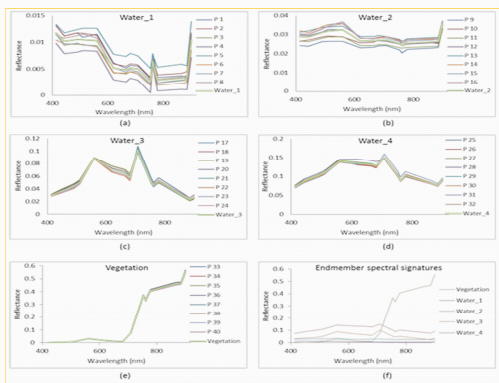 Water_1
Reflectance
0.015
0.01
0.005
0
400
600
800
Wavelength (nm)
P 1
P 2
P 3
P 4
P 5
P 6
P 7
P 8
Water_1
(a)
Water_2
Reflectance
0.04
0.03
0.02
0.01
0
400
600
800
Wavelength (nm)
P 9
P 10
P 11
P 12
P 13
P 14
P 15
P 16
Water_2
(b)
Water_3
Reflectance
0.12
0.1
0.08
0.06
0.04
0.02
0
400
600
800
Wavelength (nm)
P 17
P 18
P 19
P 20
P 21
P 22
P 23
P 24
Water_3
(c)
Water_4
Reflectance
0.2
0.15
0.1
0.05
0
400
600
800
Wavelength (nm)
P 25
P 26
P 27
P 28
P 29
P 30
P 31
P 32
Water_4
(d)
Vegetation
Reflectance
0.6
0.5
0.4
0.3
0.2
0.1
0
400
600
800
Wavelength (nm)
P 33
P 34
P 35
P 36
P 37
P 39
P 40
Vegetation
(e)
Endmember spectral signatures
Reflectance
0.6
0.5
0.4
0.3
0.2
0.1
0
400
600
800
Wavelength (nm)
Vegetation
Water_1
Water_2
Water_3
Water_4
(f)